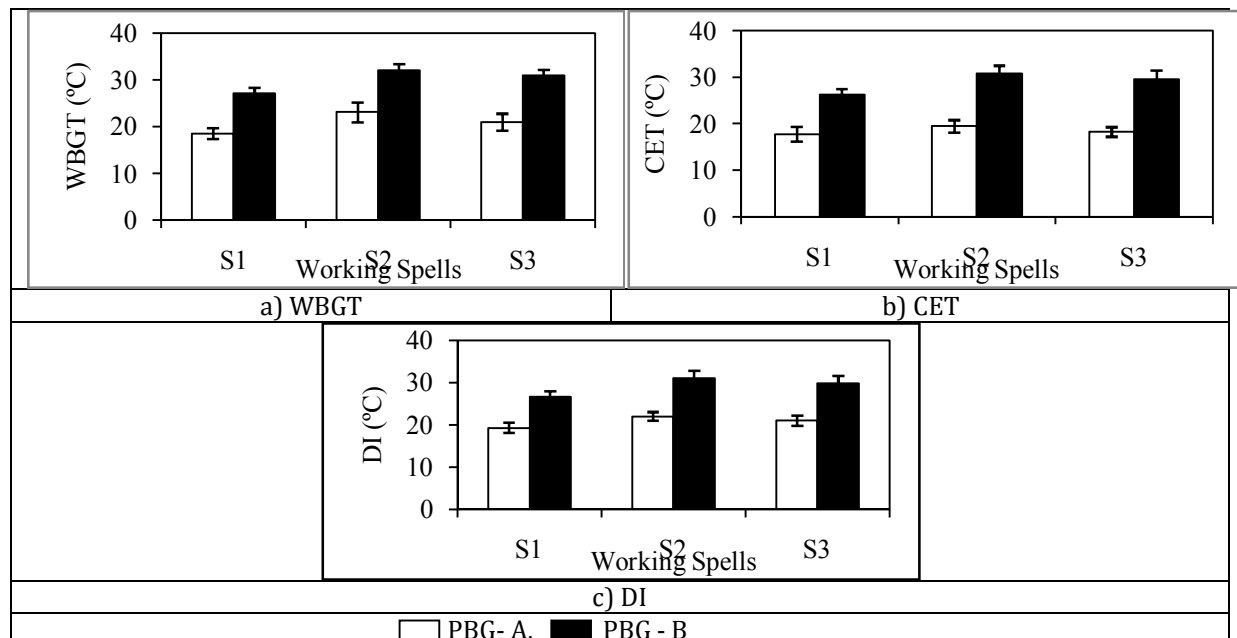 40
30
20
10
0
WBGT (ºC)
S1 S2 S3
Working Spells
40
30
20
10
0
CET (ºC)
S1 S2 S3
Working Spells
a) WBGT
b) CET
40
30
20
10
0
DI (ºC)
S1 S2 S3
Working Spells
c) DI
PBG- A. PBG - B